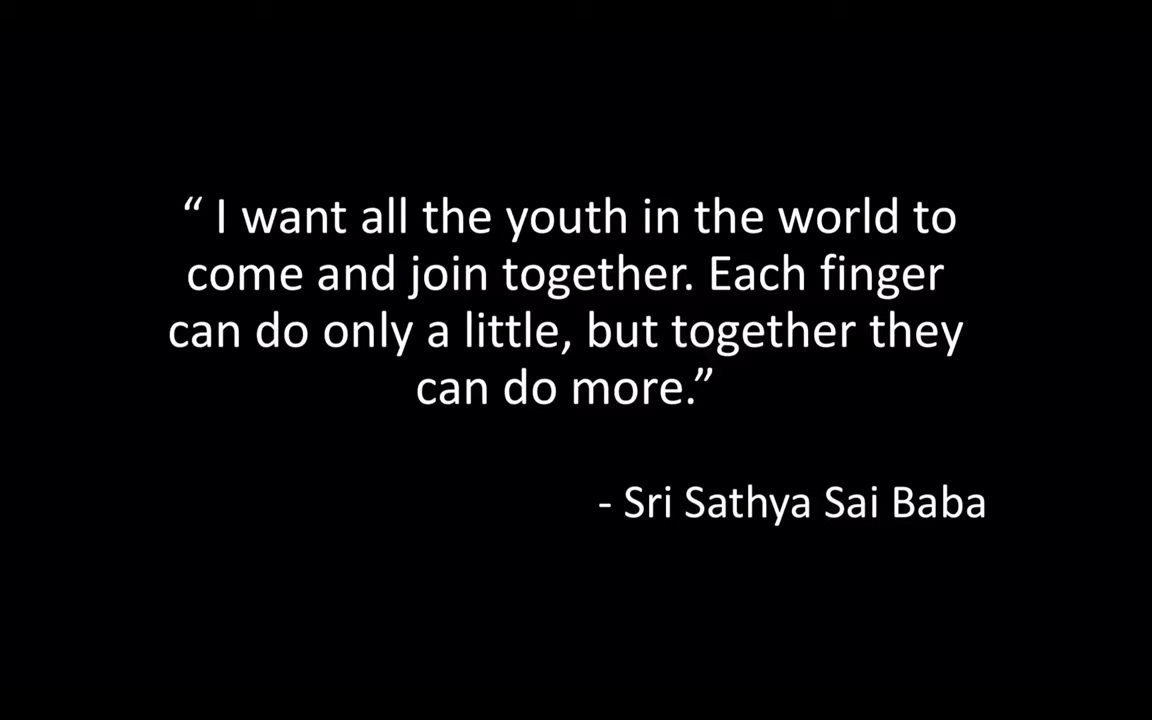 “ I want all the youth in the world to
come and join together. Each finger
can do only a little, but together they
can do more.”
- Sri Sathya Sai Baba